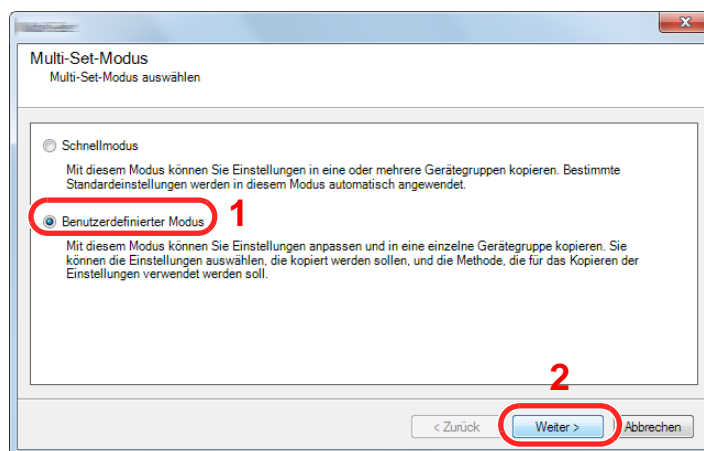 Multi-Set-Modus
Multi-Set-Modus auswählen
Schnellmodus
Mit diesem Modus können Sie Einstellungen in eine oder mehrere Gerätegruppen kopieren. Bestimmte
Standardeinstellungen werden in diesem Modus automatisch angewendet.
Benutzerdefinierter Modus 1
Mit diesem Modus können Sie Einstellungen anpassen und in eine einzelne Gerätegruppe kopieren. Sie
können die Einstellungen auswählen, die kopiert werden sollen, und die Methode, die für das Kopieren der
Einstellungen verwendet werden soll.
2
< Zurück Weiter > Abbrechen